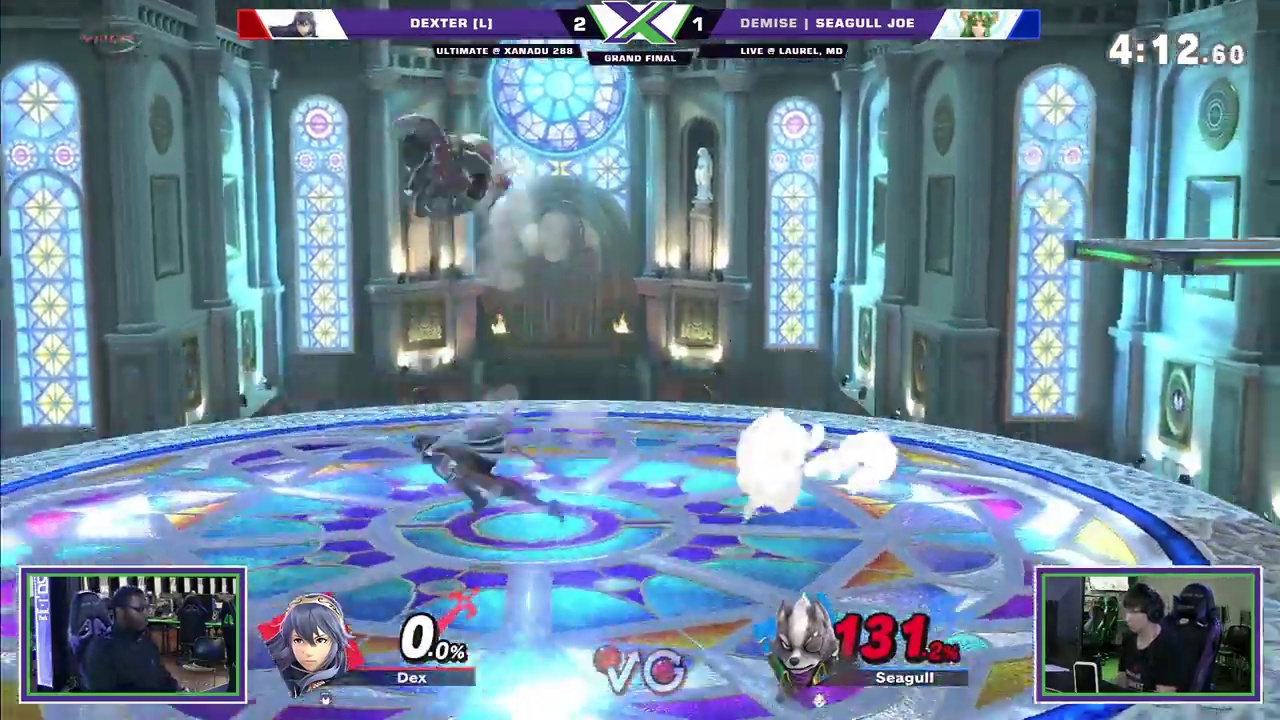 DEXTER [L]
2
1
DEMISE | SEAGULL JOE
ULTIMATE @ XANADU 288
LIVE @ LAUREL, MD
GRAND FINAL
4:12.60
0.0%
Dex
VG
131.2%
Seagull